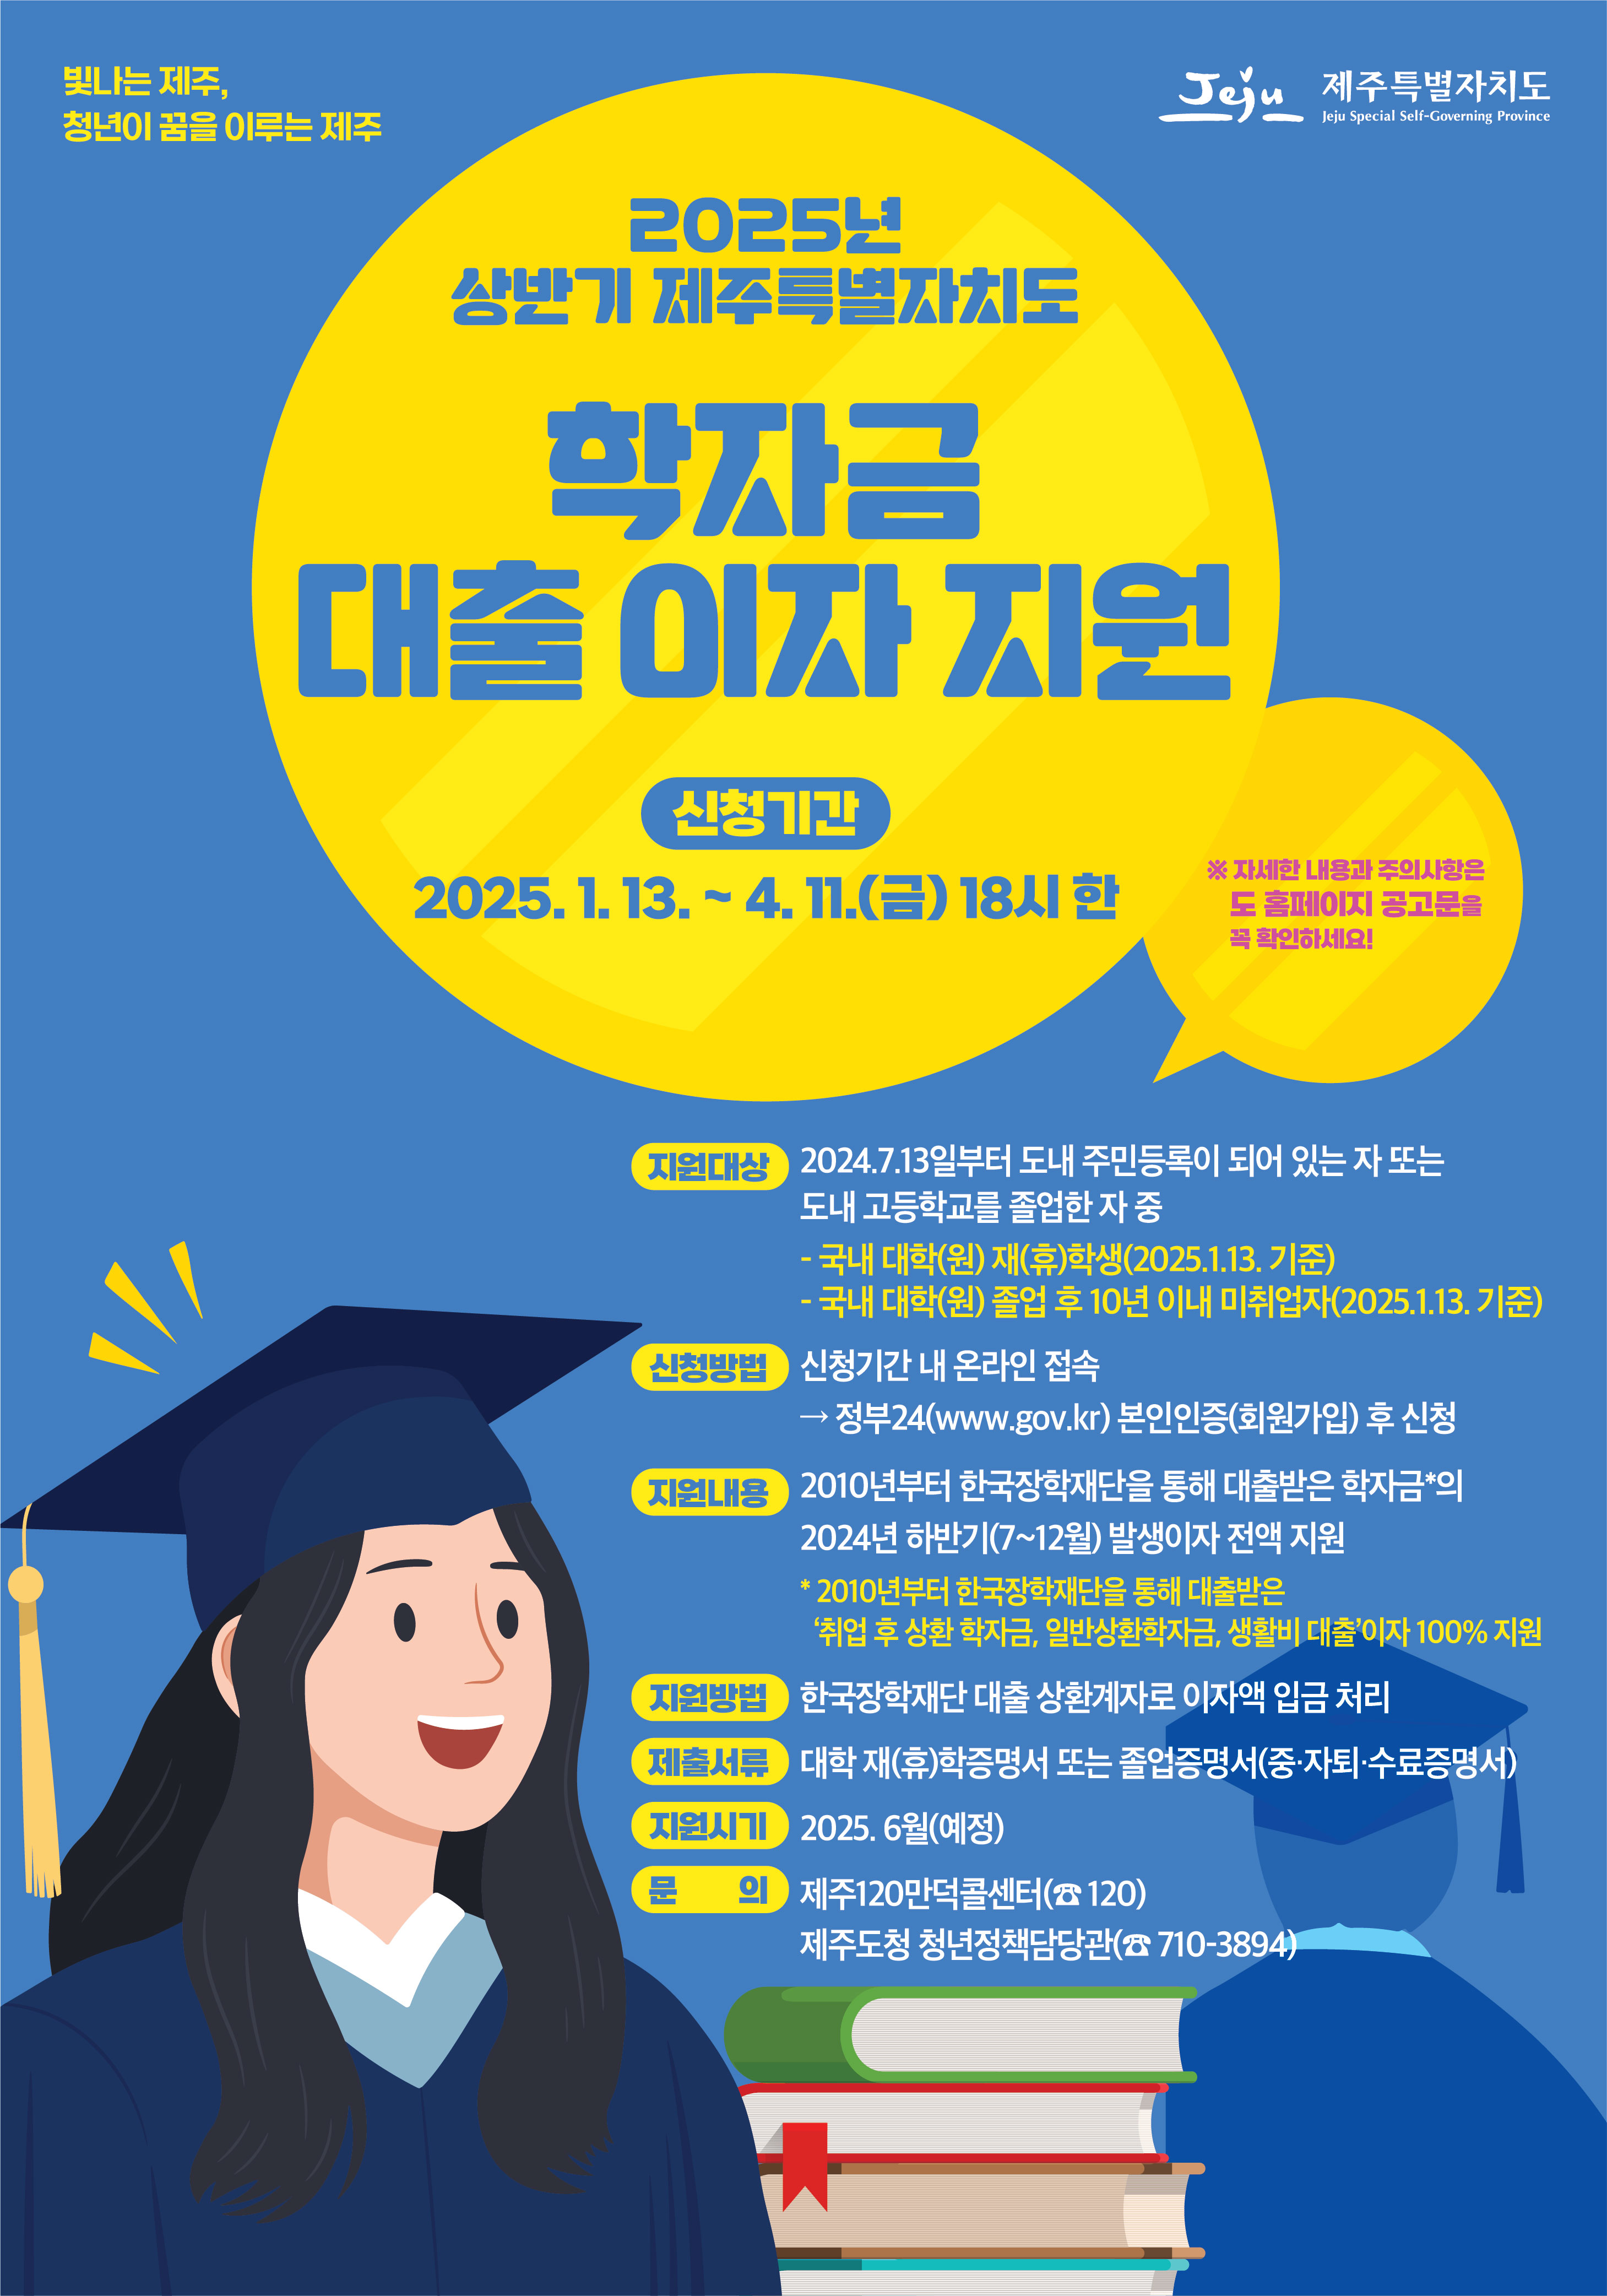 빛나는 제주,
청년이 꿈을 이루는 제주
Jeju 제주특별자치도
Jeju Special Self-Governing Province
2025년
상반기 제주특별자치도
학자금
대출 이자 지원
신청기간
2025. 1. 13. ~ 4. 11.(금) 18시 한
※ 자세한 내용과 주의사항은
도 홈페이지 공고문을
꼭 확인하세요!
지원대상 2024.7.13일부터 도내 주민등록이 되어 있는 자 또는
도내 고등학교를 졸업한 자 중
- 국내 대학(원) 재(휴)학생(2025.1.13. 기준)
- 국내 대학(원) 졸업 후 10년 이내 미취업자(2025.1.13. 기준)
신청방법 신청기간 내 온라인 접속
→ 정부24(www.gov.kr) 본인인증(회원가입) 후 신청
지원내용 2010년부터 한국장학재단을 통해 대출받은 학자금*의
2024년 하반기(7~12월) 발생이자 전액 지원
* 2010년부터 한국장학재단을 통해 대출받은
‘취업 후 상환 학자금, 일반상환학자금, 생활비 대출’이자 100% 지원
지원방법 한국장학재단 대출 상환계자로 이자액 입금 처리
제출서류 대학 재(휴)학증명서 또는 졸업증명서(중·자퇴·수료증명서)
지원시기 2025. 6월(예정)
문 의 제주120만덕콜센터(☎ 120)
제주도청 청년정책담당관(☎ 710-3894)